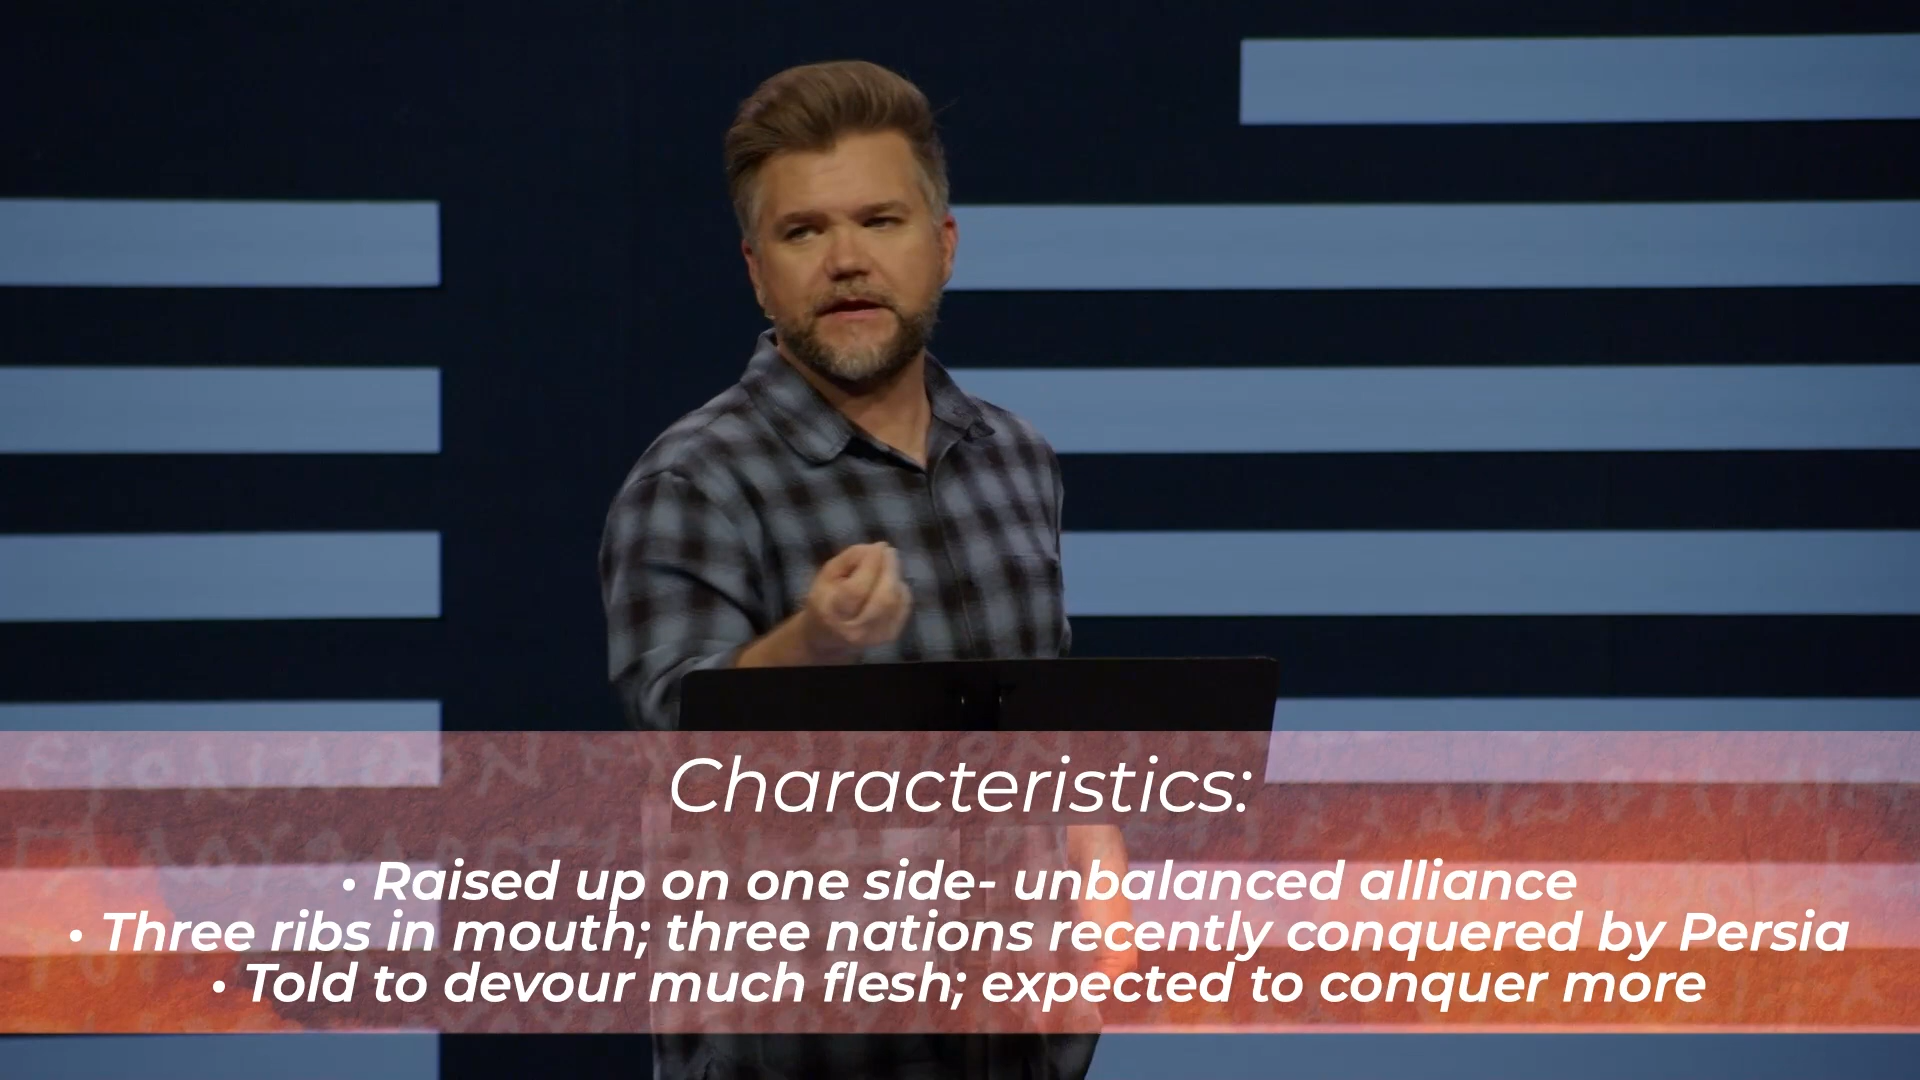 Characteristics:
• Raised up on one side- unbalanced alliance
• Three ribs in mouth; three nations recently conquered by Persia
• Told to devour much flesh; expected to conquer more